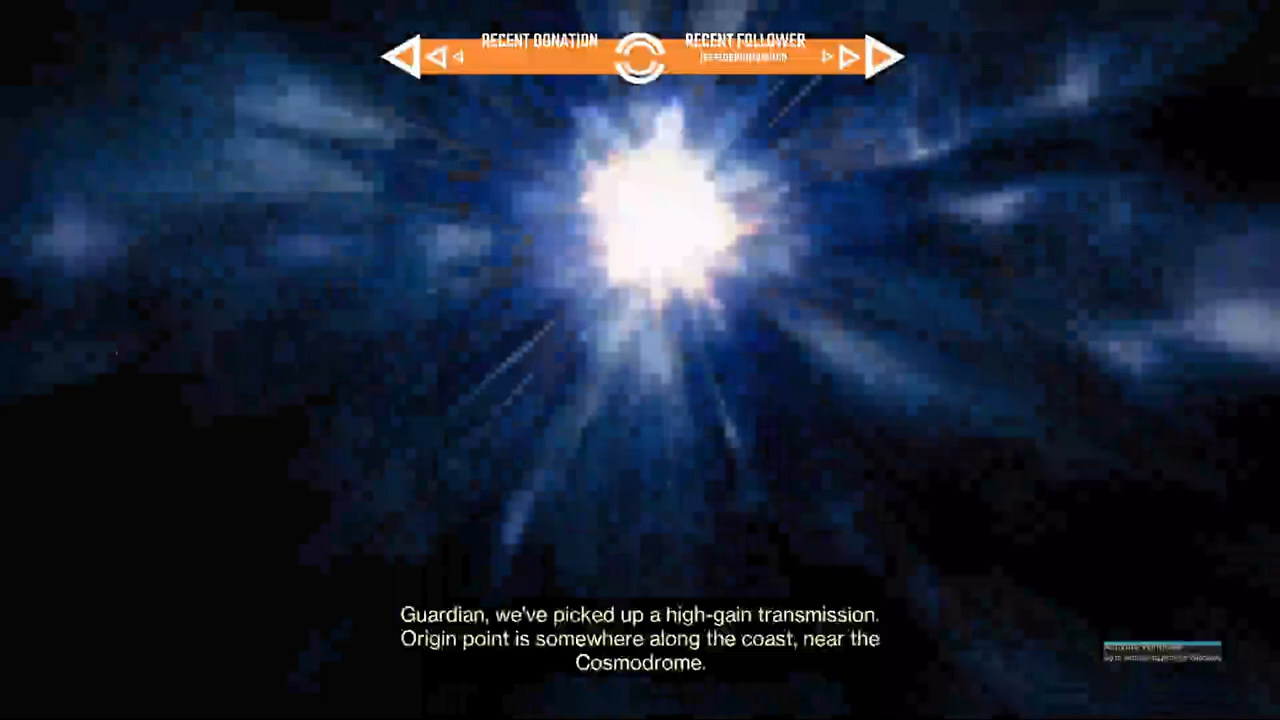 RECENT DONATION
RECENT FOLLOWER
Guardian, we've picked up a high-gain transmission.
Origin point is somewhere along the coast, near the
Cosmodrome.